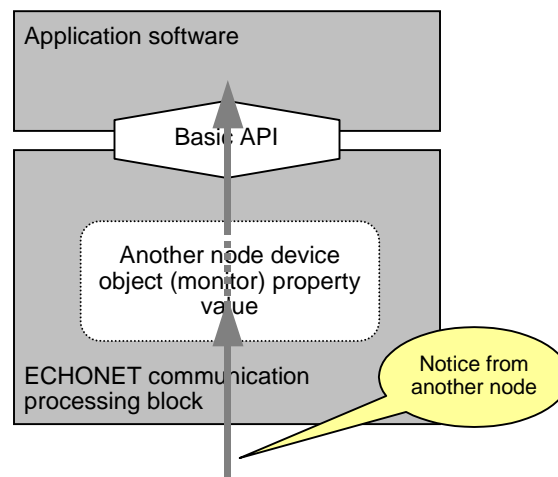 Application software
Basic API
Another node device
object (monitor) property
value
ECHONET communication
processing block
Notice from
another node